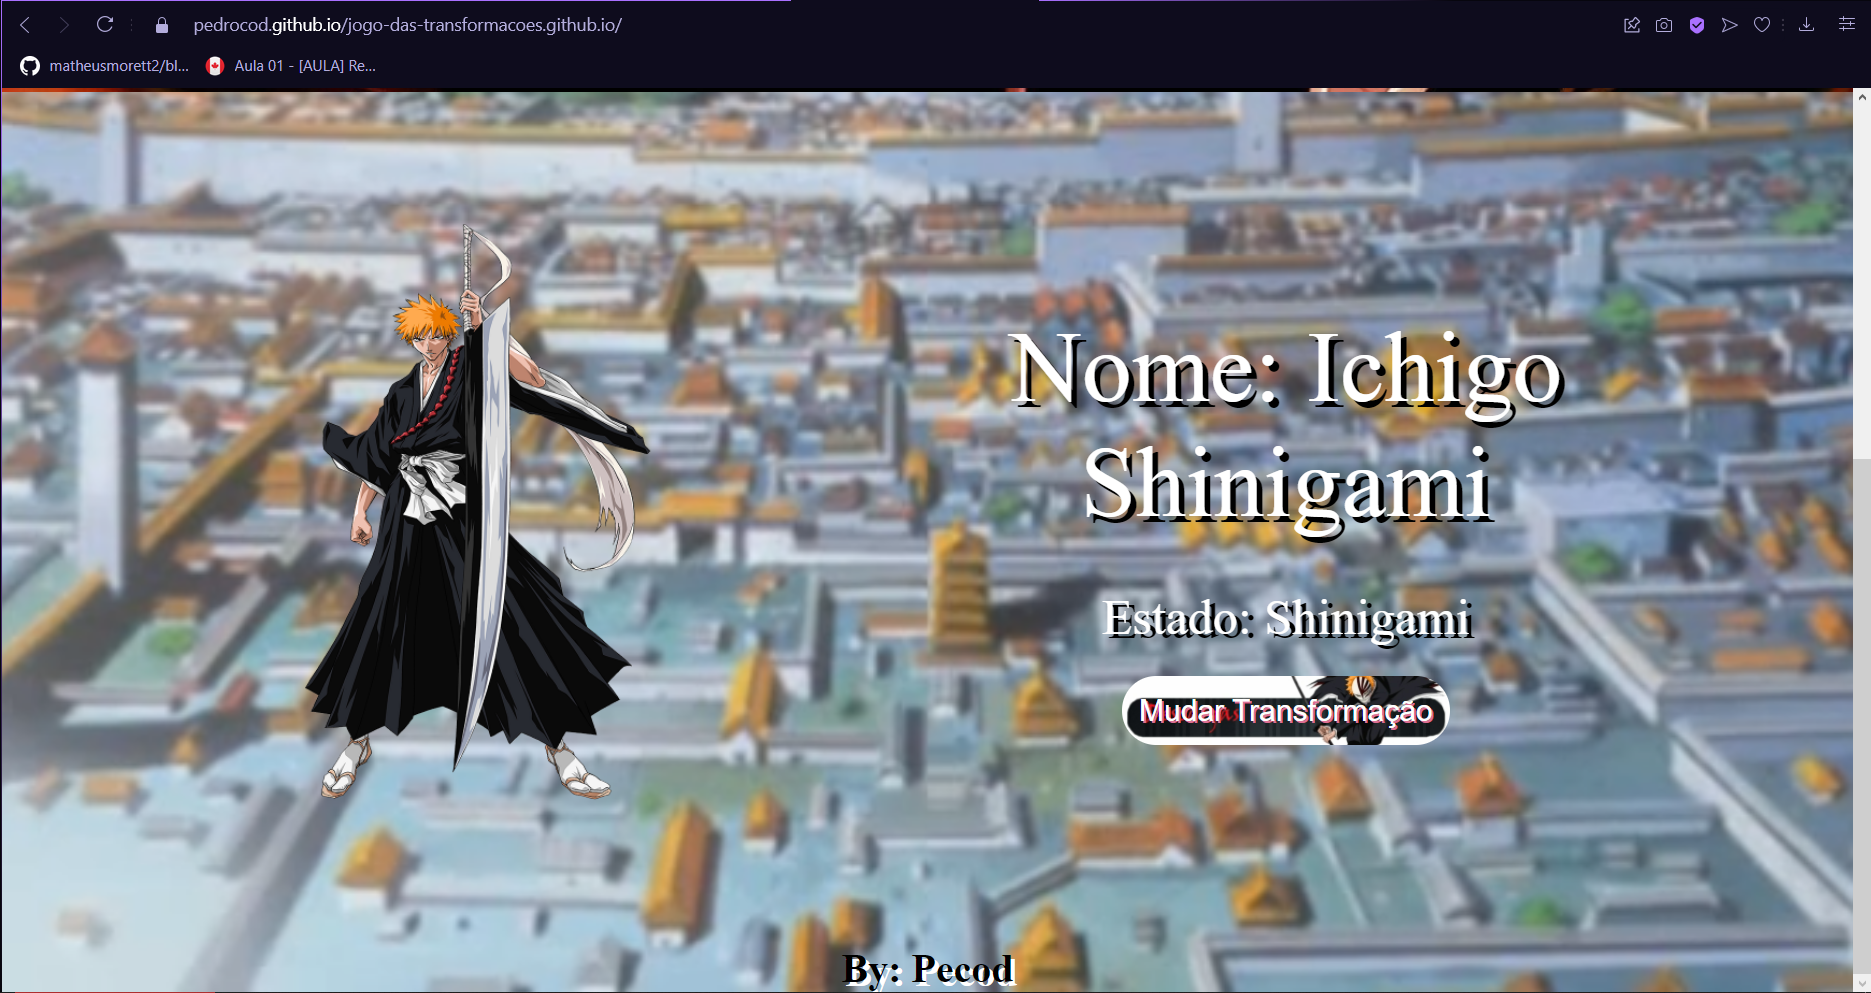 pedrocod.github.io/jogo-das-transformacoes.github.io/
matheusmorett2/bl... Aula 01 - [AULA] Re...
Nome: Ichigo
Shinigami
Estado: Shinigami
Mudar Transformação
By: Pecod